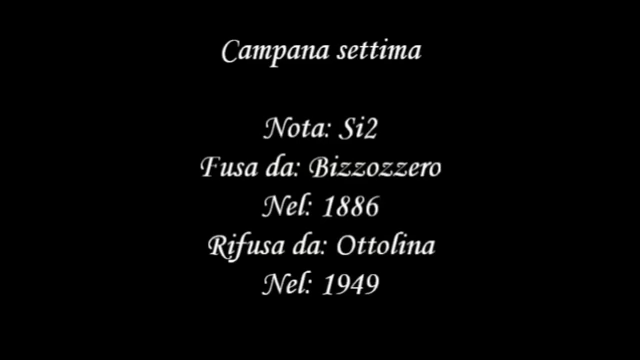 Campana settima
Nota: Si2
Fusa da: Bizzozzero
Nel: 1886
Rifusa da: Ottolina
Nel: 1949